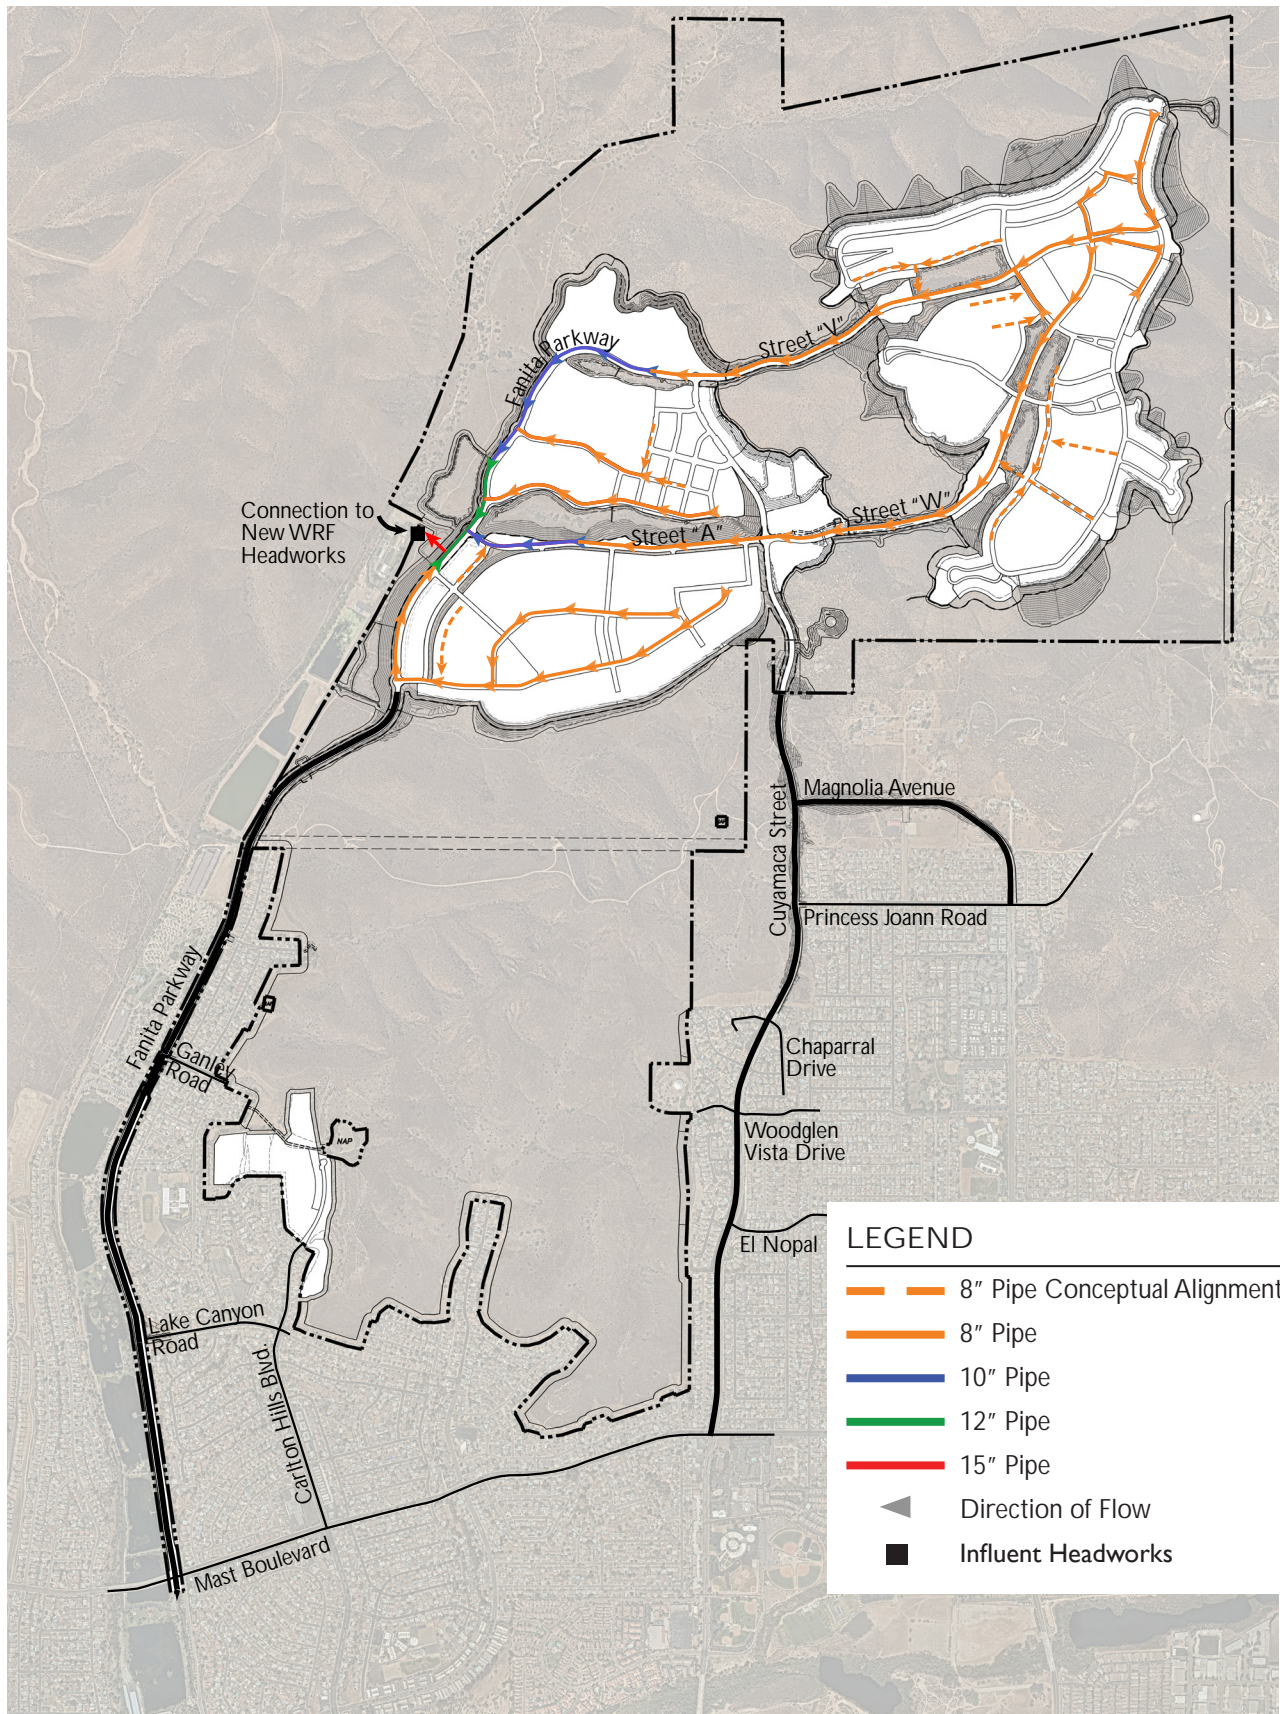 Fanita Parkway
Street "V"
Connection to
New WRF
Headworks
Street "A"
Street "W"
Magnolia Avenue
Cuyamaca Street
Princess Joann Road
Fanita Parkway
Ganley
Road
Chaparral
Drive
NAP
Woodglen
Vista Drive
El Nopal
Lake Canyon
Road
Carlton Hills Blvd.
Mast Boulevard
LEGEND
8" Pipe Conceptual Alignment
8" Pipe
10" Pipe
12" Pipe
15" Pipe
Direction of Flow
Influent Headworks